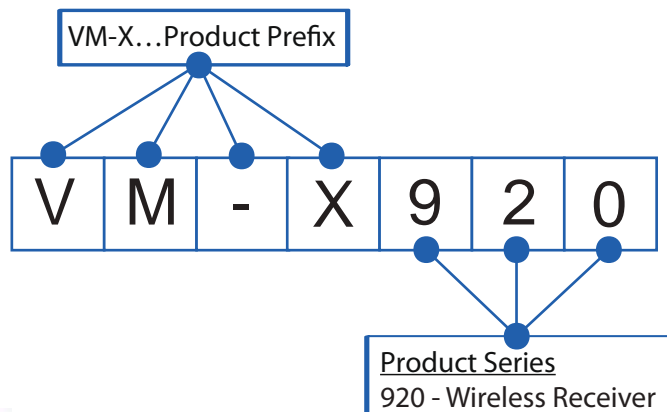 VM-X…Product Prefix
V M - X 9 2 0
Product Series
920 - Wireless Receiver